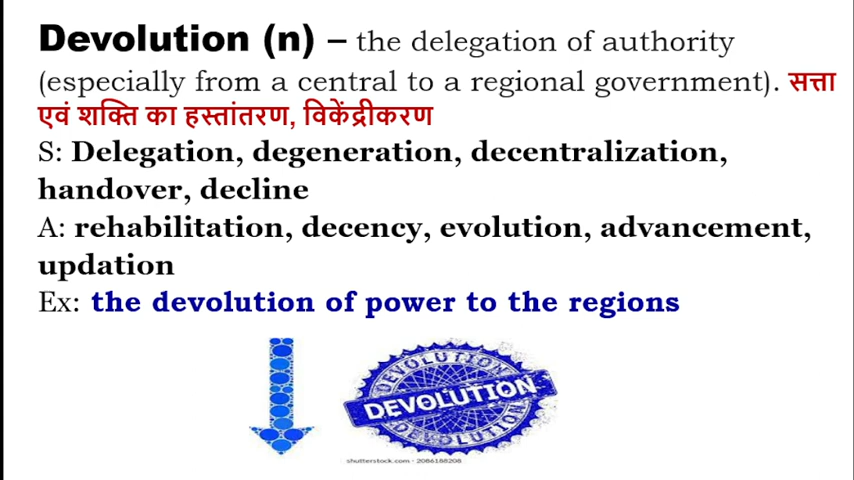 Devolution (n) – the delegation of authority
(especially from a central to a regional government). सत्ता
एवं शक्ति का हस्तांतरण, विकेंद्रीकरण
S: Delegation, degeneration, decentralization,
handover, decline
A: rehabilitation, decency, evolution, advancement,
updation
Ex: the devolution of power to the regions
DEVOLUTION
DEVOLUTION
DEVOLUTION
shutterstock.com · 2086188208